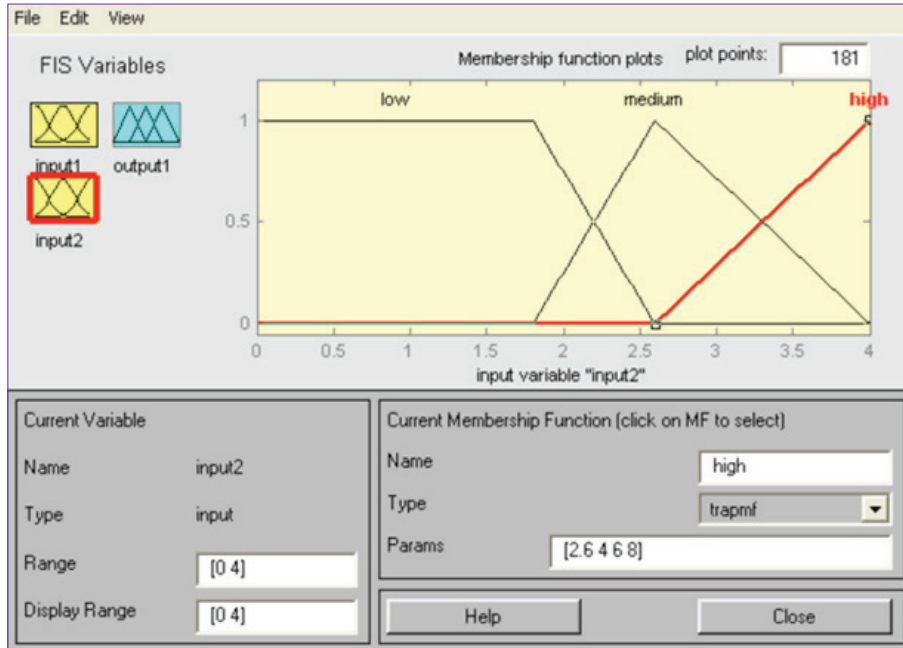 File Edit View
FIS Variables
Membership function plots plot points: 181
input1 output1
input2
low medium high
1
0.5
0
0 0.5 1 1.5 2 2.5 3 3.5 4
input variable "input2"
Current Variable
Name input2
Type input
Range [0 4]
Display Range [0 4]
Current Membership Function (click on MF to select)
Name high
Type trapmf
Params [2.6 4 6 8]
Help Close